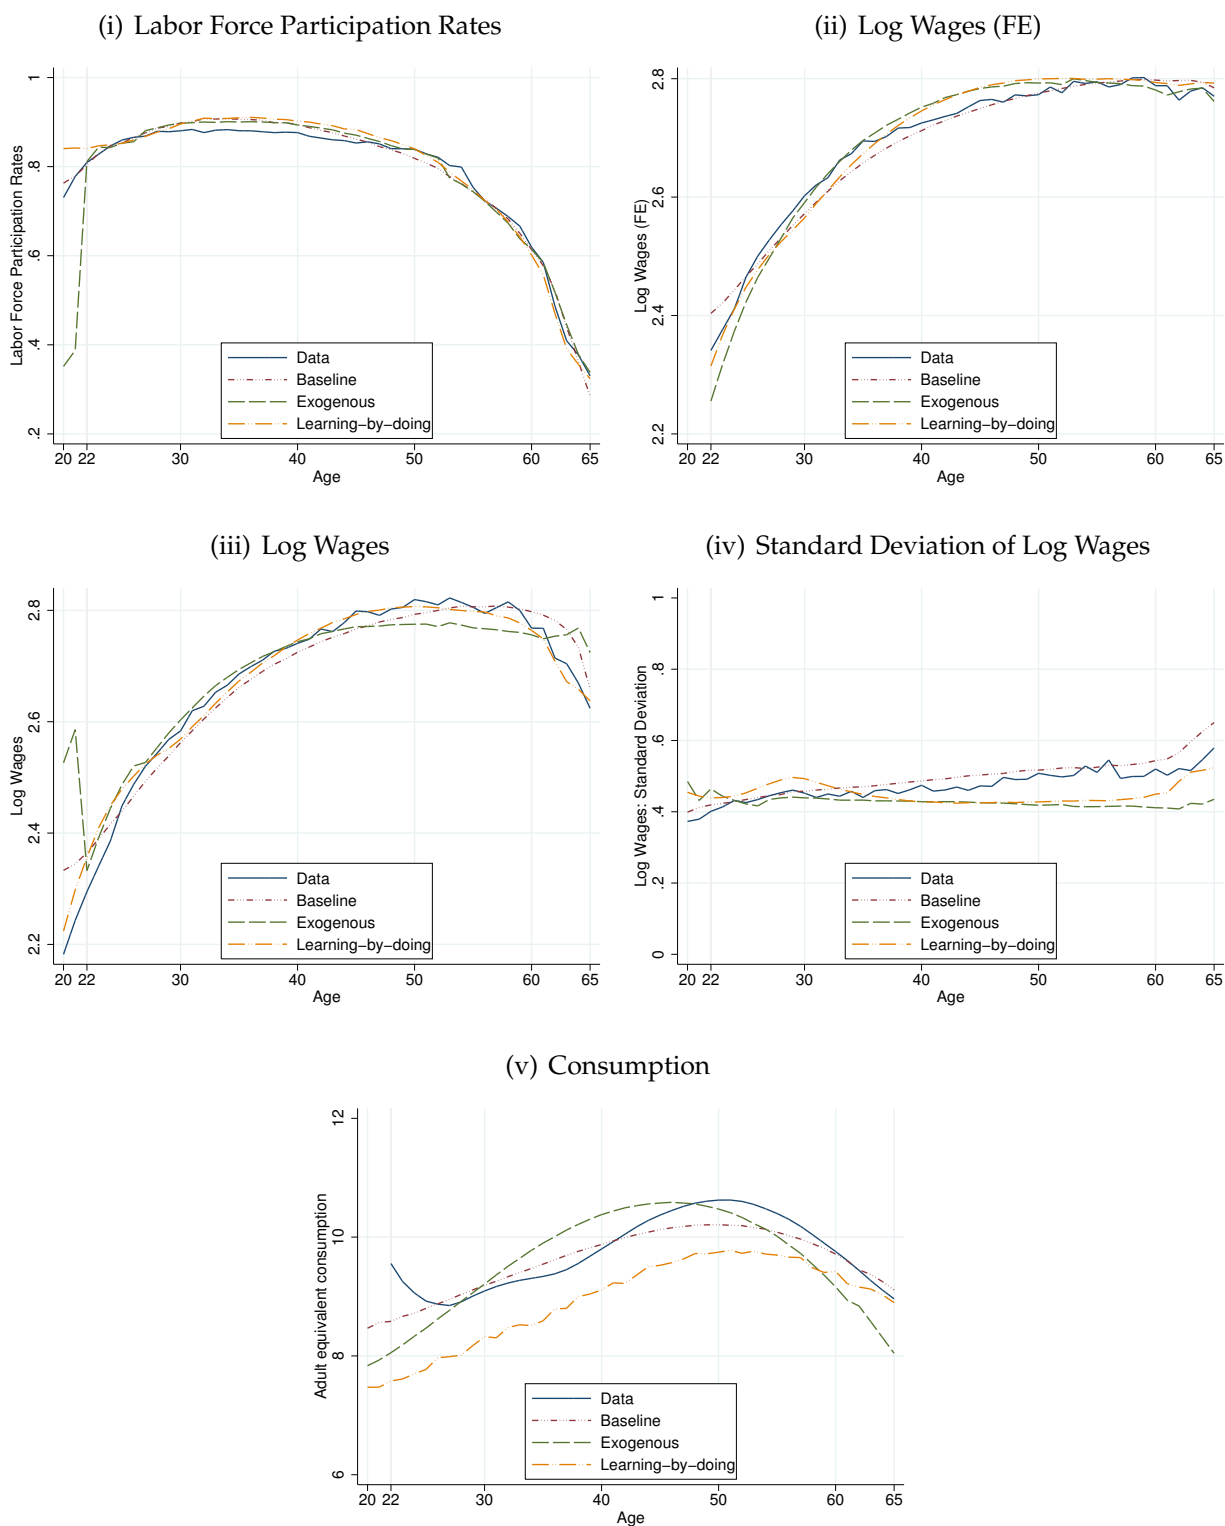 (i) Labor Force Participation Rates
Labor Force Participation Rates
1
.8
.6
.4
.2
Data
Baseline
Exogenous
Learning−by−doing
20 22 30 40 50 60 65
Age
(ii) Log Wages (FE)
Log Wages (FE)
2.8
2.6
2.4
2.2
Data
Baseline
Exogenous
Learning−by−doing
20 22 30 40 50 60 65
Age
(iii) Log Wages
Log Wages
2.8
2.6
2.4
2.2
Data
Baseline
Exogenous
Learning−by−doing
20 22 30 40 50 60 65
Age
(iv) Standard Deviation of Log Wages
Log Wages: Standard Deviation
1
.8
.6
.4
.2
0
Data
Baseline
Exogenous
Learning−by−doing
20 22 30 40 50 60 65
Age
(v) Consumption
Adult equivalent consumption
12
10
8
6
Data
Baseline
Exogenous
Learning−by−doing
20 22 30 40 50 60 65
Age